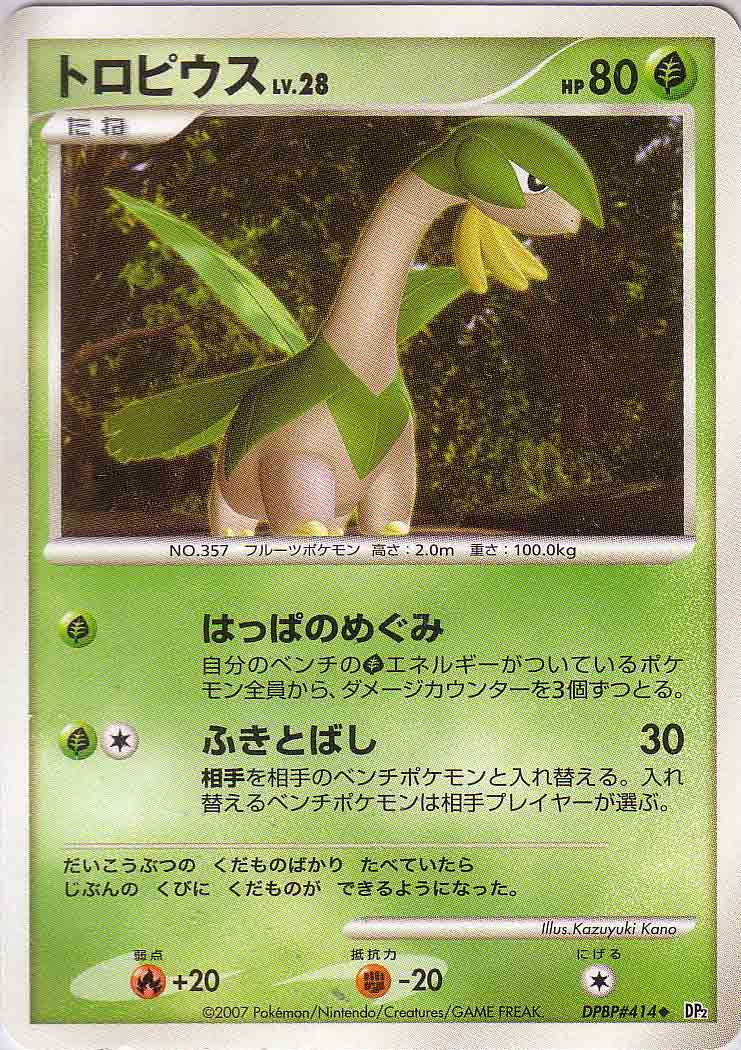 トロピウス LV.28 HP 80
たね
NO.357 フルーツポケモン 高さ：2.0m 重さ：100.0kg
はっぱのめぐみ
自分のベンチのエネルギーがついているポケ
モン全員から、ダメージカウンターを3個ずつとる。
ふきとばし 30
相手を相手のベンチポケモンと入れ替える。入れ
替えるベンチポケモンは相手プレイヤーが選ぶ。
だいこうぶつの くだものばかり たべていたら
じぶんの くびに くだものが できるようになった。
Illus.Kazuyuki Kano
弱点 抵抗力 にげる
+20 -20
©2007 Pokémon/Nintendo/Creatures/GAME FREAK. DPBP#414 DP2